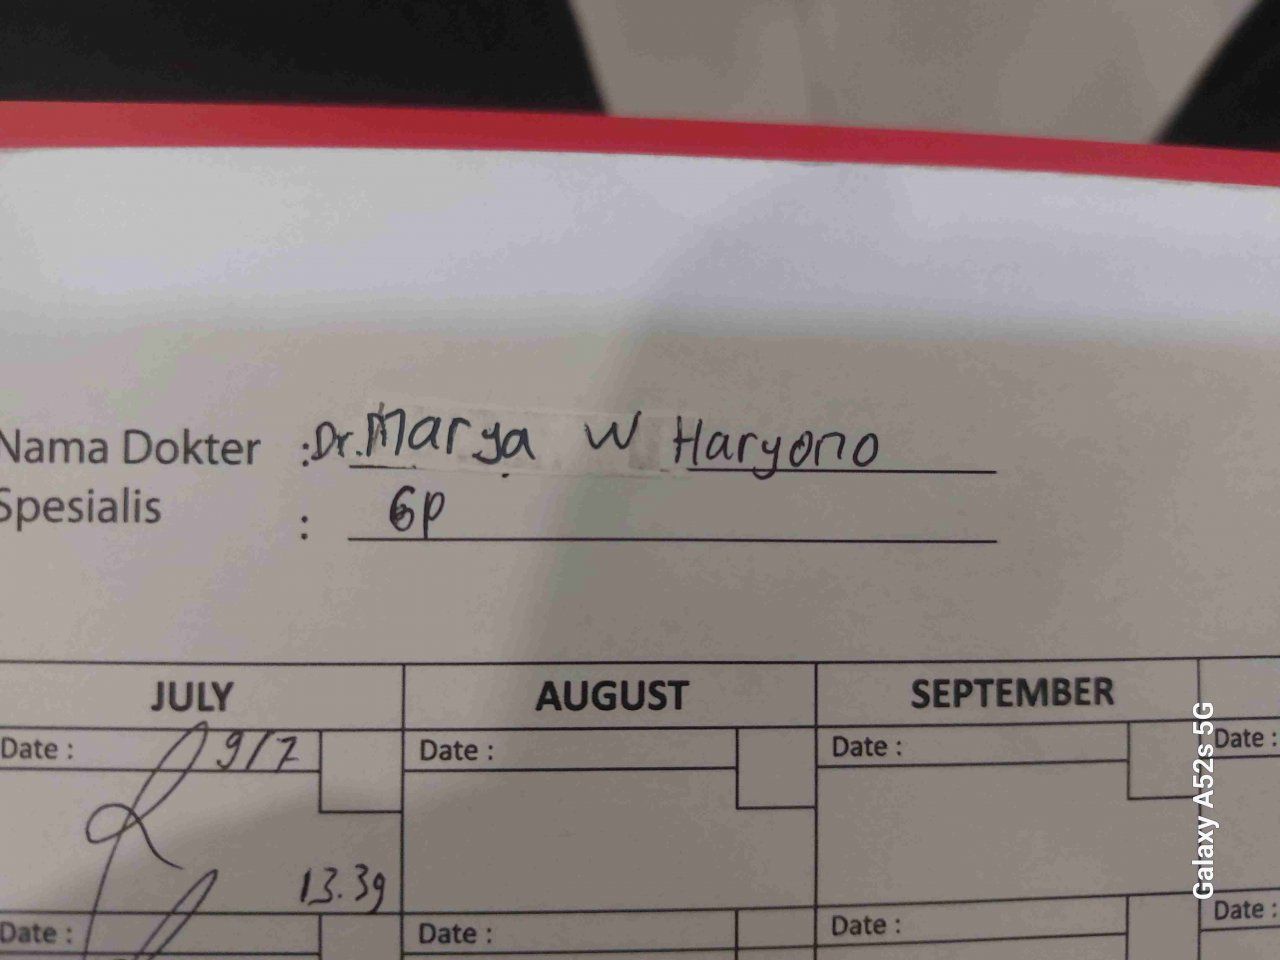 Nama Dokter : Dr. Marya W Haryono
Spesialis : GP
JULY AUGUST SEPTEMBER
Date : 9/7 Date : Date : Date :
13.39
Date : Date : Date : Date :
Galaxy A52s 5G